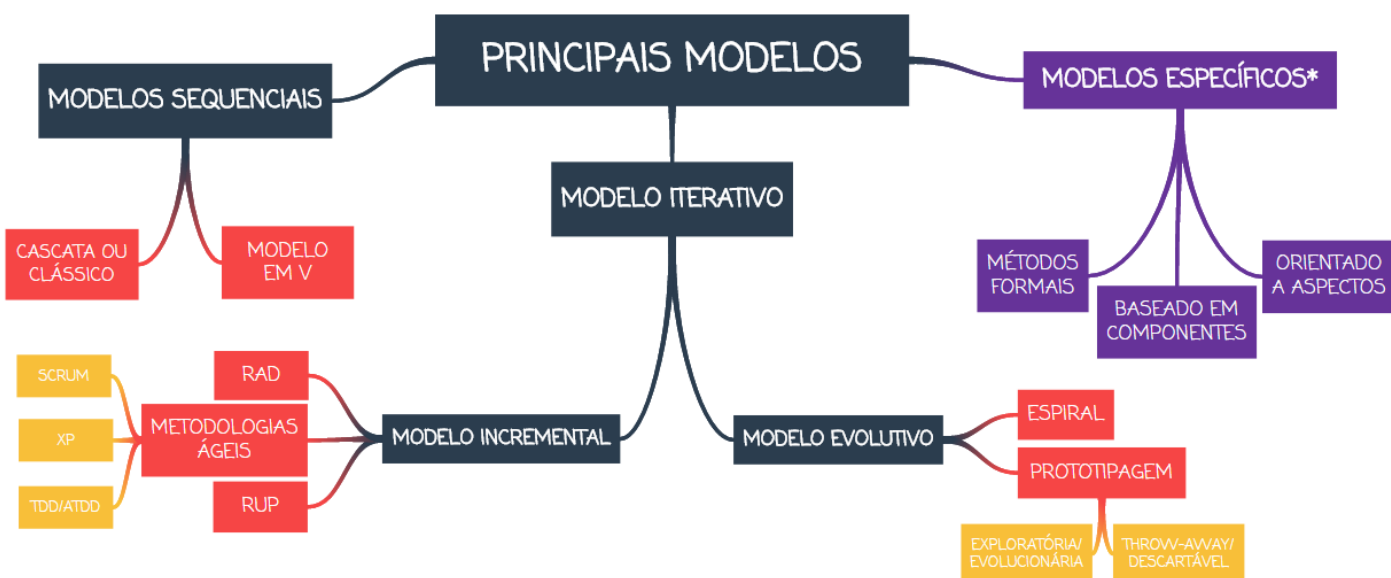 PRINCIPAIS MODELOS
MODELOS SEQUENCIAIS
CASCATA OU
CLÁSSICO
MODELO
EM V
MODELO ITERATIVO
MODELO INCREMENTAL
RAD
METODOLOGIAS
ÁGEIS
RUP
SCRUM
XP
TDD/ATDD
MODELO EVOLUTIVO
ESPIRAL
PROTOTIPAGEM
EXPLORATÓRIA/
EVOLUCIONÁRIA
THROW-AWAY/
DESCARTÁVEL
MODELOS ESPECÍFICOS*
MÉTODOS
FORMAIS
BASEADO EM
COMPONENTES
ORIENTADO
A ASPECTOS